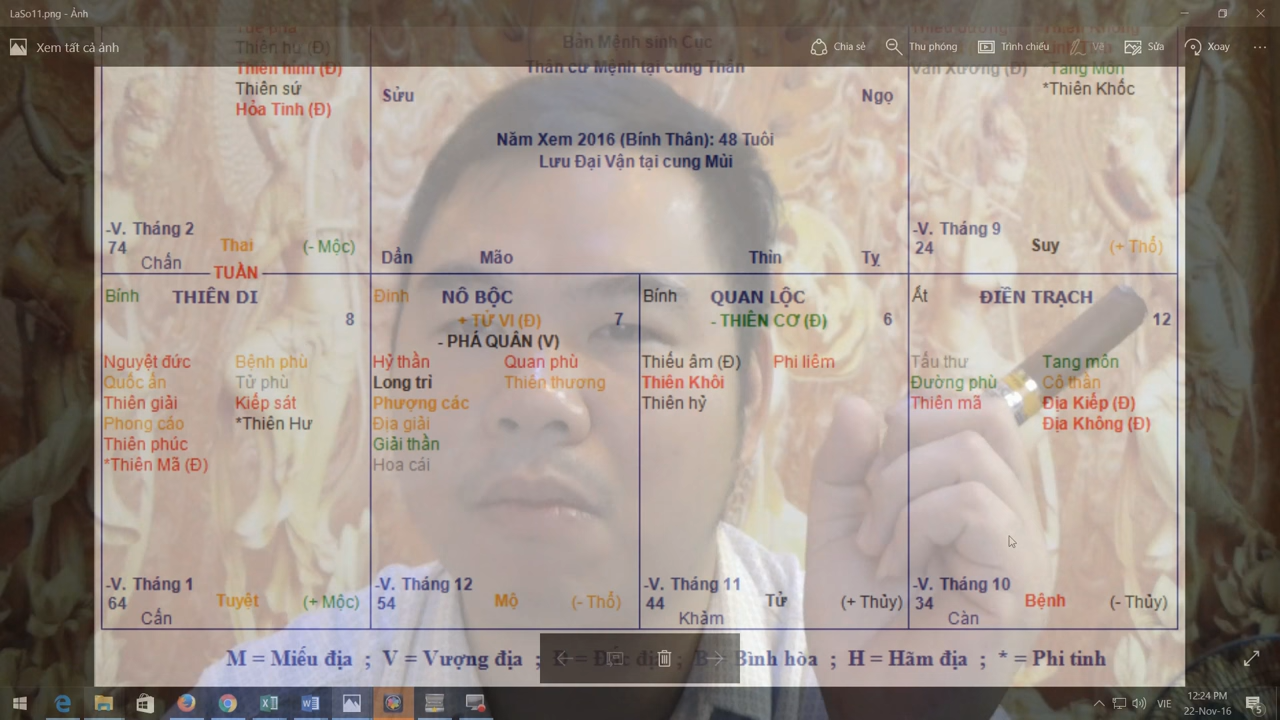 LaSo11.png - Ảnh
Xem tất cả ảnh
Chia sẻ
Thu phóng
Trình chiếu
Vẽ
Sửa
Xoay
Thiên hư (Đ)
Thiên hình (Đ)
Thiên sứ
Hỏa Tinh (Đ)
-V. Tháng 2
74
Thai
(- Mộc)
Chấn
TUẦN
Bản Mệnh sinh Cục
Thân cư Mệnh tại cung Thân
Sửu
Ngọ
Năm Xem 2016 (Bính Thân): 48 Tuổi
Lưu Đại Vận tại cung Mùi
Dần
Mão
Thìn
Tỵ
Văn Xương (Đ)
*Tang Môn
*Thiên Khốc
-V. Tháng 9
24
Suy
(+ Thổ)
Bính
THIÊN DI
8
Nguyệt đức
Bệnh phù
Quốc ấn
Tử phù
Thiên giải
Kiếp sát
Phong cáo
*Thiên Hư
Thiên phúc
*Thiên Mã (Đ)
-V. Tháng 1
64
Tuyệt
(+ Mộc)
Cấn
Đinh
NÔ BỘC
+ TỬ VI (Đ)
7
- PHÁ QUÂN (V)
Hỷ thần
Quan phù
Long trì
Thiên thương
Phượng các
Địa giải
Giải thần
Hoa cái
-V. Tháng 12
54
Mộ
(- Thổ)
Bính
QUAN LỘC
- THIÊN CƠ (Đ)
6
Thiếu âm (Đ)
Phi liêm
Thiên Khôi
Thiên hỷ
-V. Tháng 11
44
Tử
(+ Thủy)
Khảm
Ất
ĐIỀN TRẠCH
12
Tấu thư
Tang môn
Đường phù
Cô thần
Thiên mã
Địa Kiếp (Đ)
Địa Không (Đ)
-V. Tháng 10
34
Bệnh
(- Thủy)
Càn
M = Miếu địa ; V = Vượng địa ; Đ = Đắc địa ; B = Bình hòa ; H = Hãm địa ; * = Phi tinh
VIE
12:24 PM
22-Nov-16
5